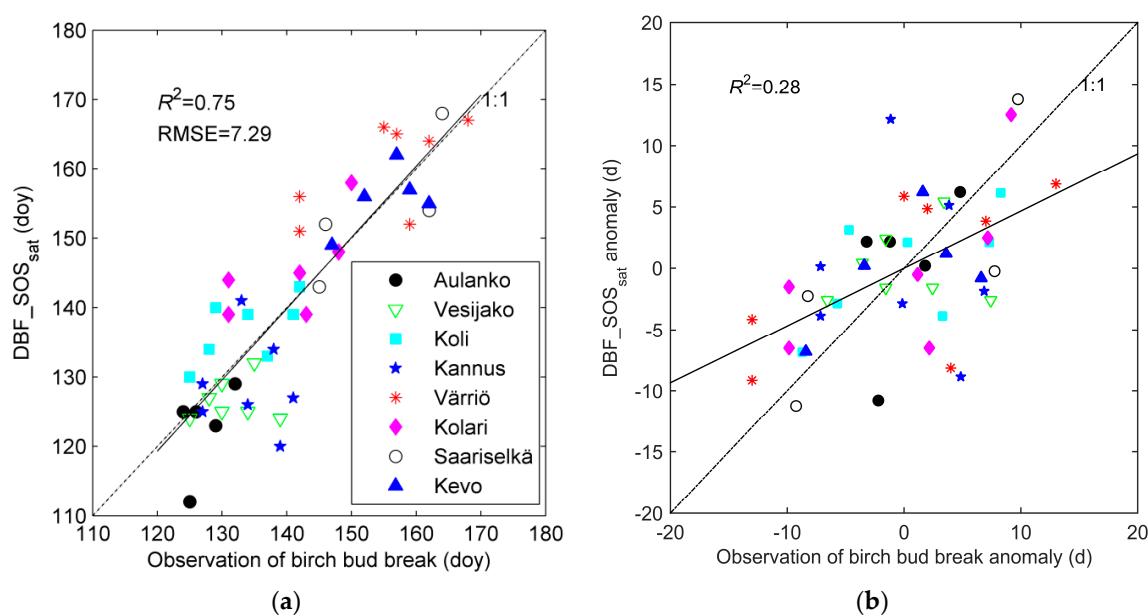 180
170
160
150
140
130
120
110
DBF_SOSsat (doy)
R²=0.75
RMSE=7.29
1:1
Aulanko
Vesijako
Koli
Kannus
Värriö
Kolari
Saariselkä
Kevo
110 120 130 140 150 160 170 180
Observation of birch bud break (doy)
(a)
20
15
10
5
0
-5
-10
-15
-20
DBF_SOSsat anomaly (d)
R²=0.28
1:1
-20 -10 0 10 20
Observation of birch bud break anomaly (d)
(b)